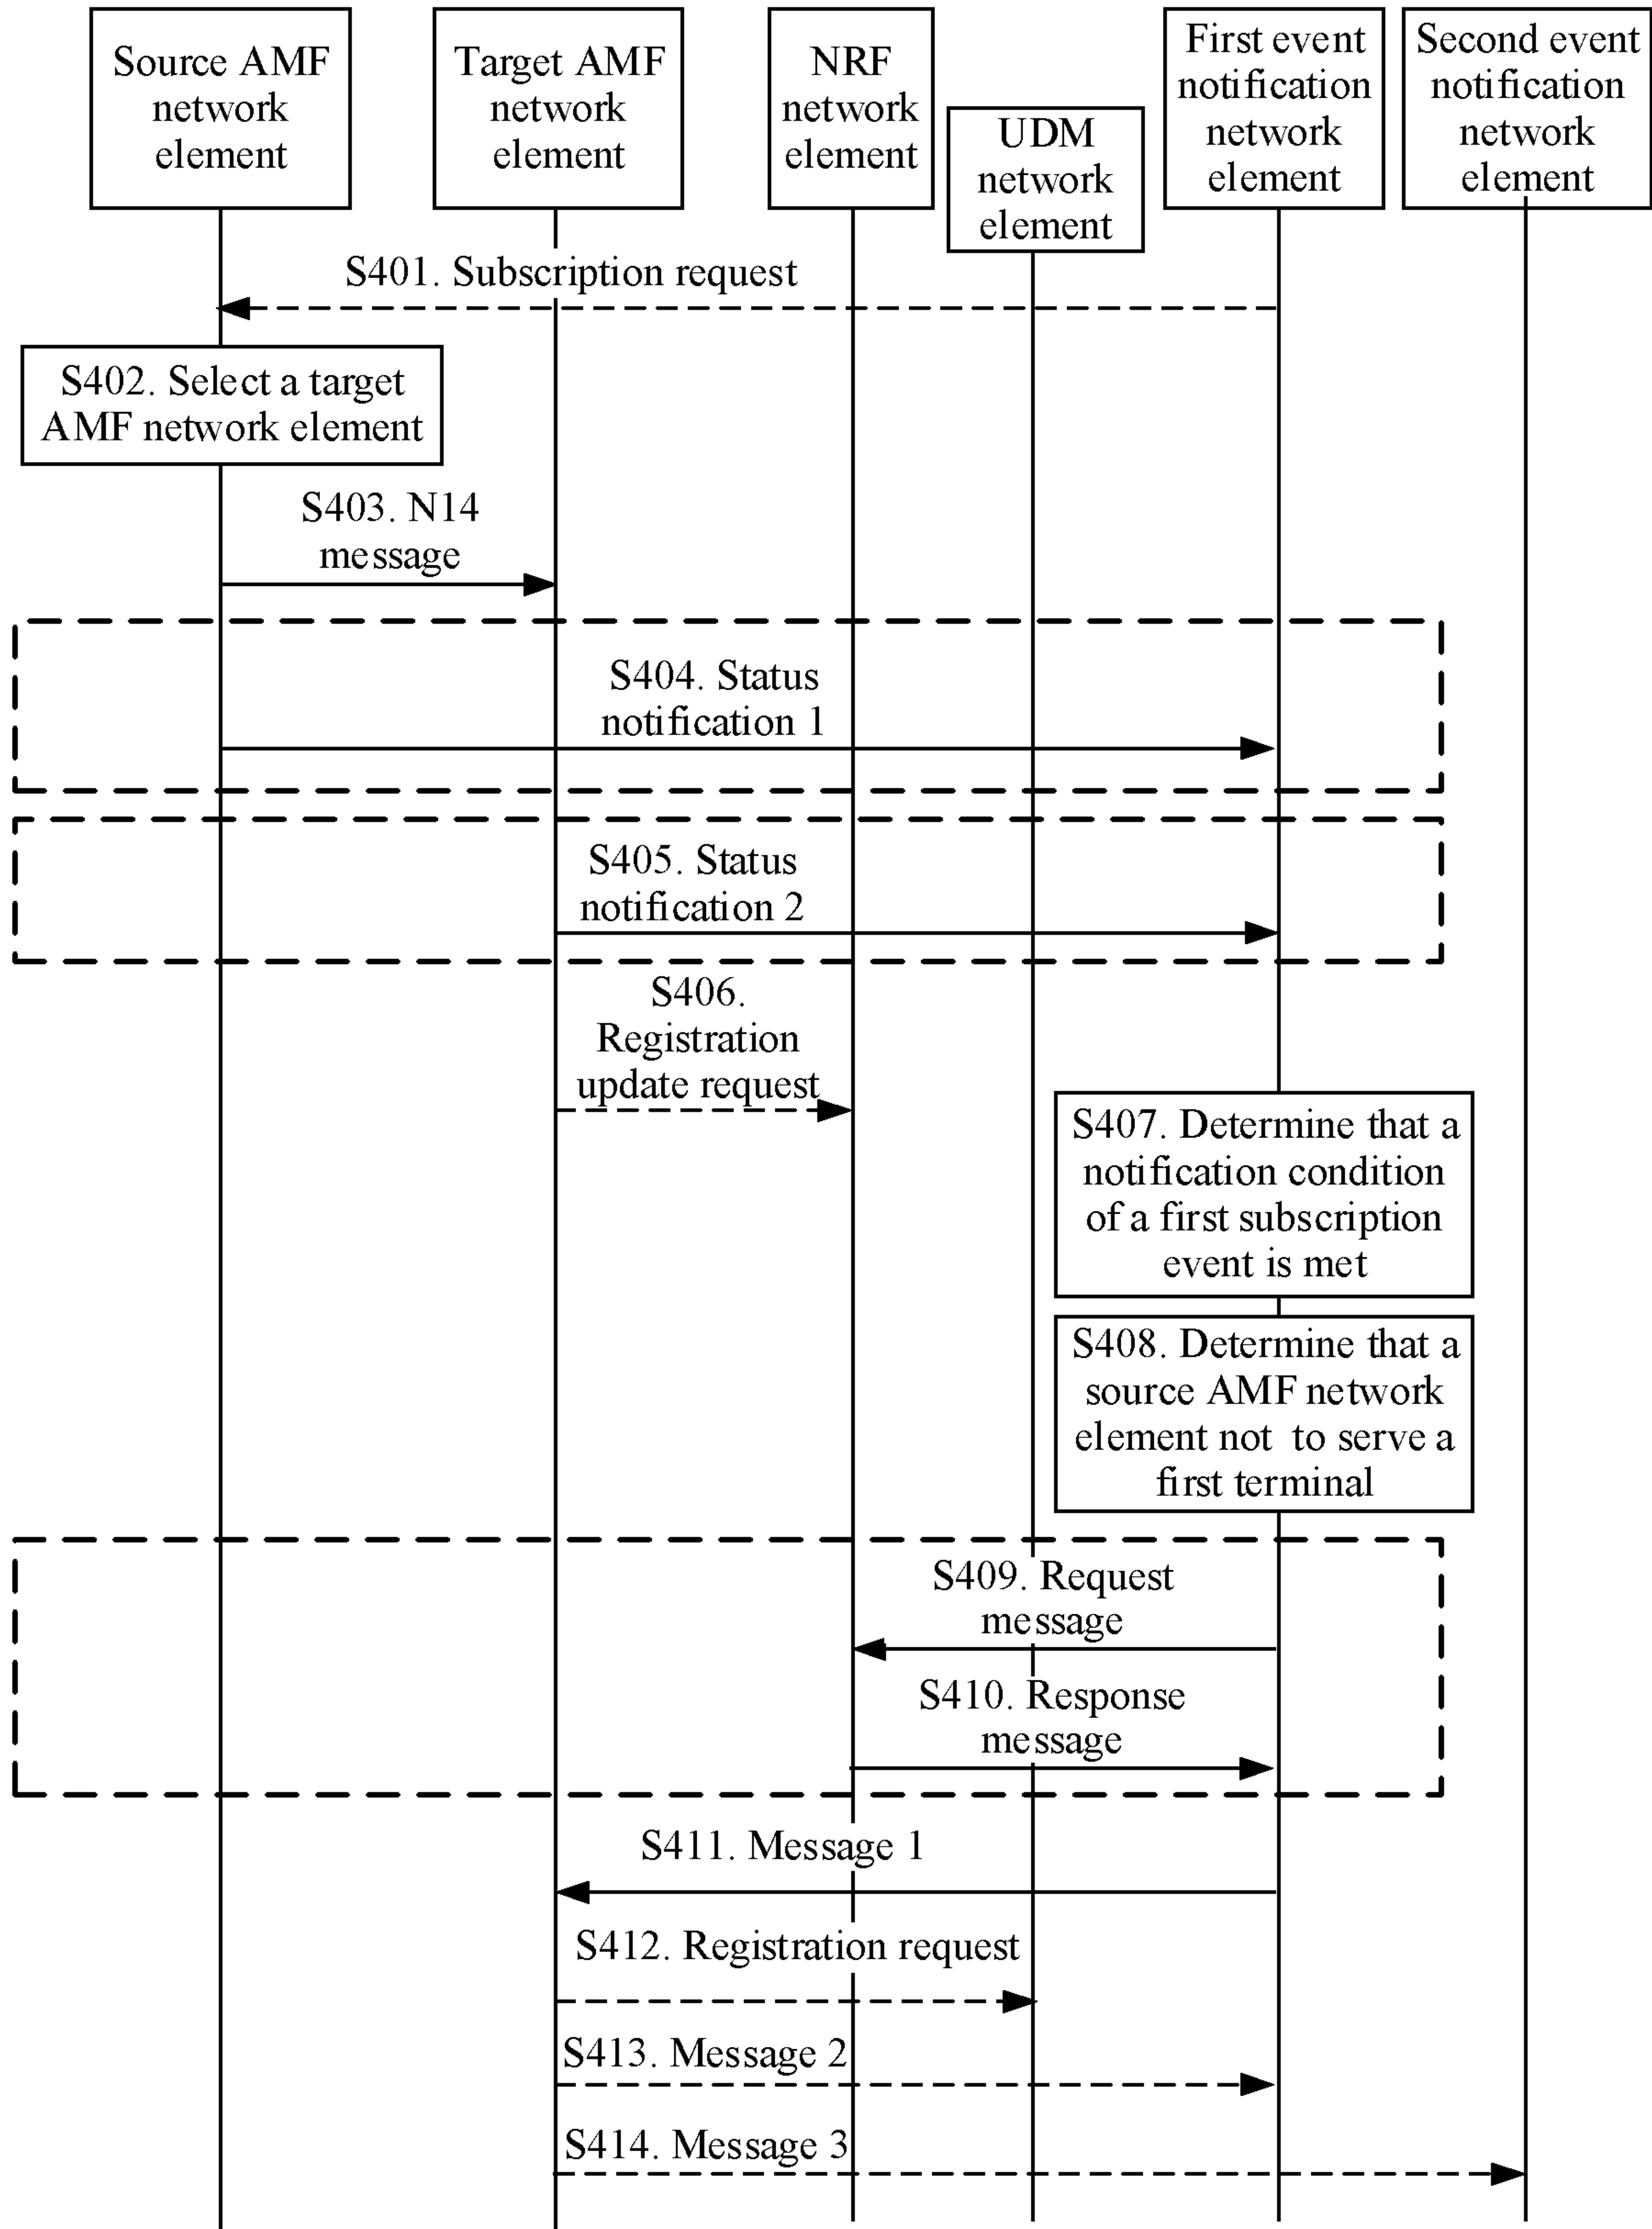 Source AMF
network
element
Target AMF
network
element
NRF
network
element
UDM
network
element
First event
notification
network
element
Second event
notification
network
element
S401. Subscription request
S402. Select a target
AMF network element
S403. N14
message
S404. Status
notification 1
S405. Status
notification 2
S406.
Registration
update request
S407. Determine that a
notification condition
of a first subscription
event is met
S408. Determine that a
source AMF network
element not to serve a
first terminal
S409. Request
message
S410. Response
message
S411. Message 1
S412. Registration request
S413. Message 2
S414. Message 3